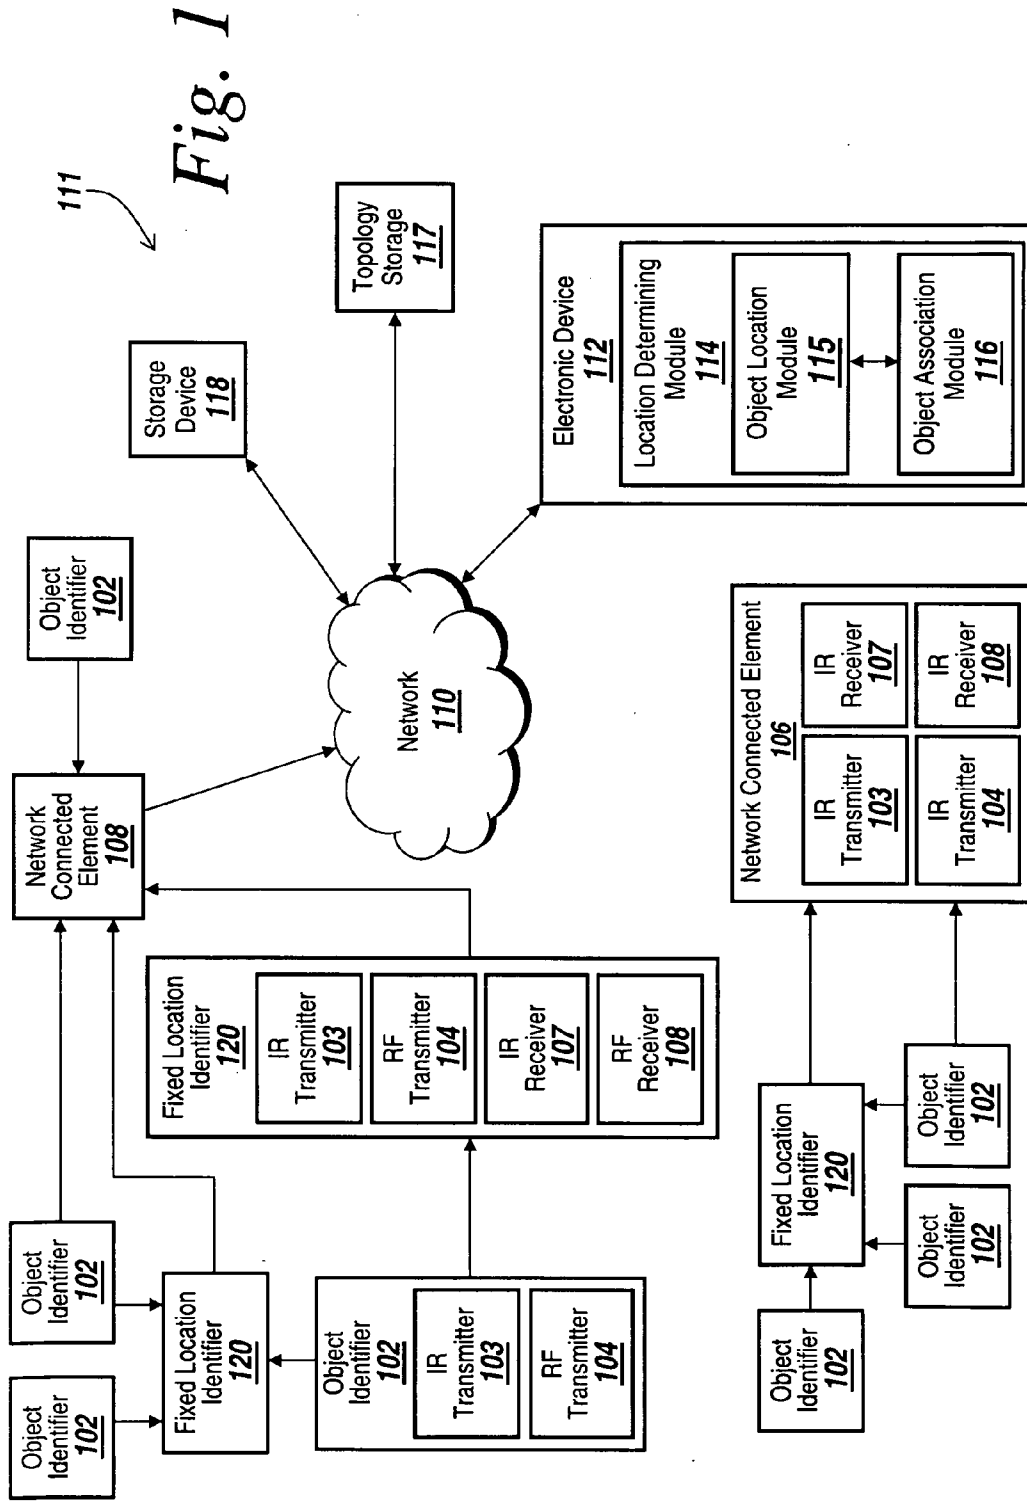 Object
Identifier
102
Object
Identifier
102
Network
Connected
Element
108
Object
Identifier
102
111
Fig. 1
Storage
Device
118
Topology
Storage
117
Fixed Location
Identifier
120
Fixed Location
Identifier
120
IR
Transmitter
103
RF
Transmitter
104
IR
Receiver
107
RF
Receiver
108
Object
Identifier
102
IR
Transmitter
103
RF
Transmitter
104
Network
110
Electronic Device
112
Location Determining
Module
114
Object Location
Module
115
Object Association
Module
116
Network Connected Element
106
IR
Transmitter
103
IR
Receiver
107
IR
Transmitter
104
IR
Receiver
108
Fixed Location
Identifier
120
Object
Identifier
102
Object
Identifier
102
Object
Identifier
102